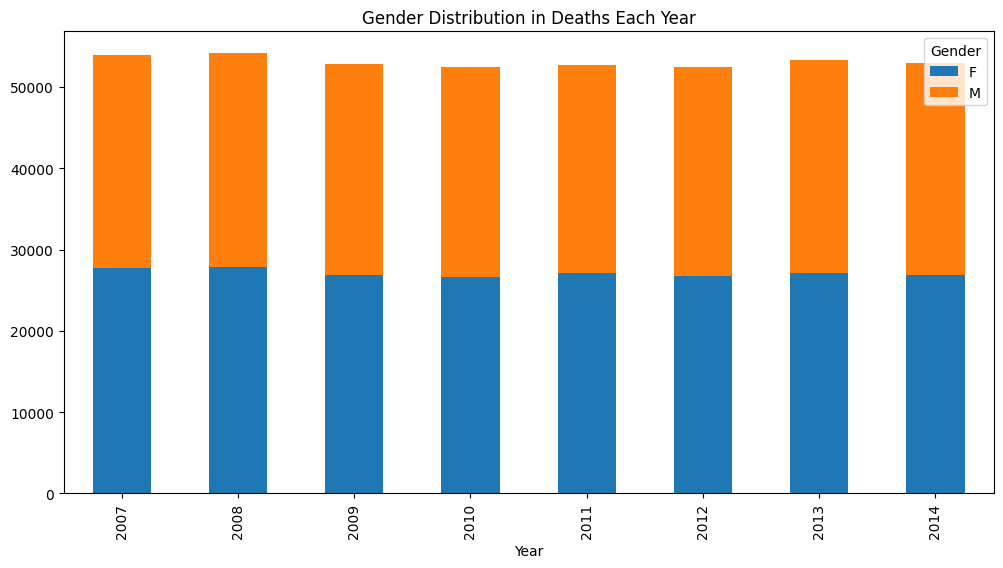 Gender Distribution in Deaths Each Year
Gender
F
M
50000
40000
30000
20000
10000
0
2007 2008 2009 2010 2011 2012 2013 2014
Year